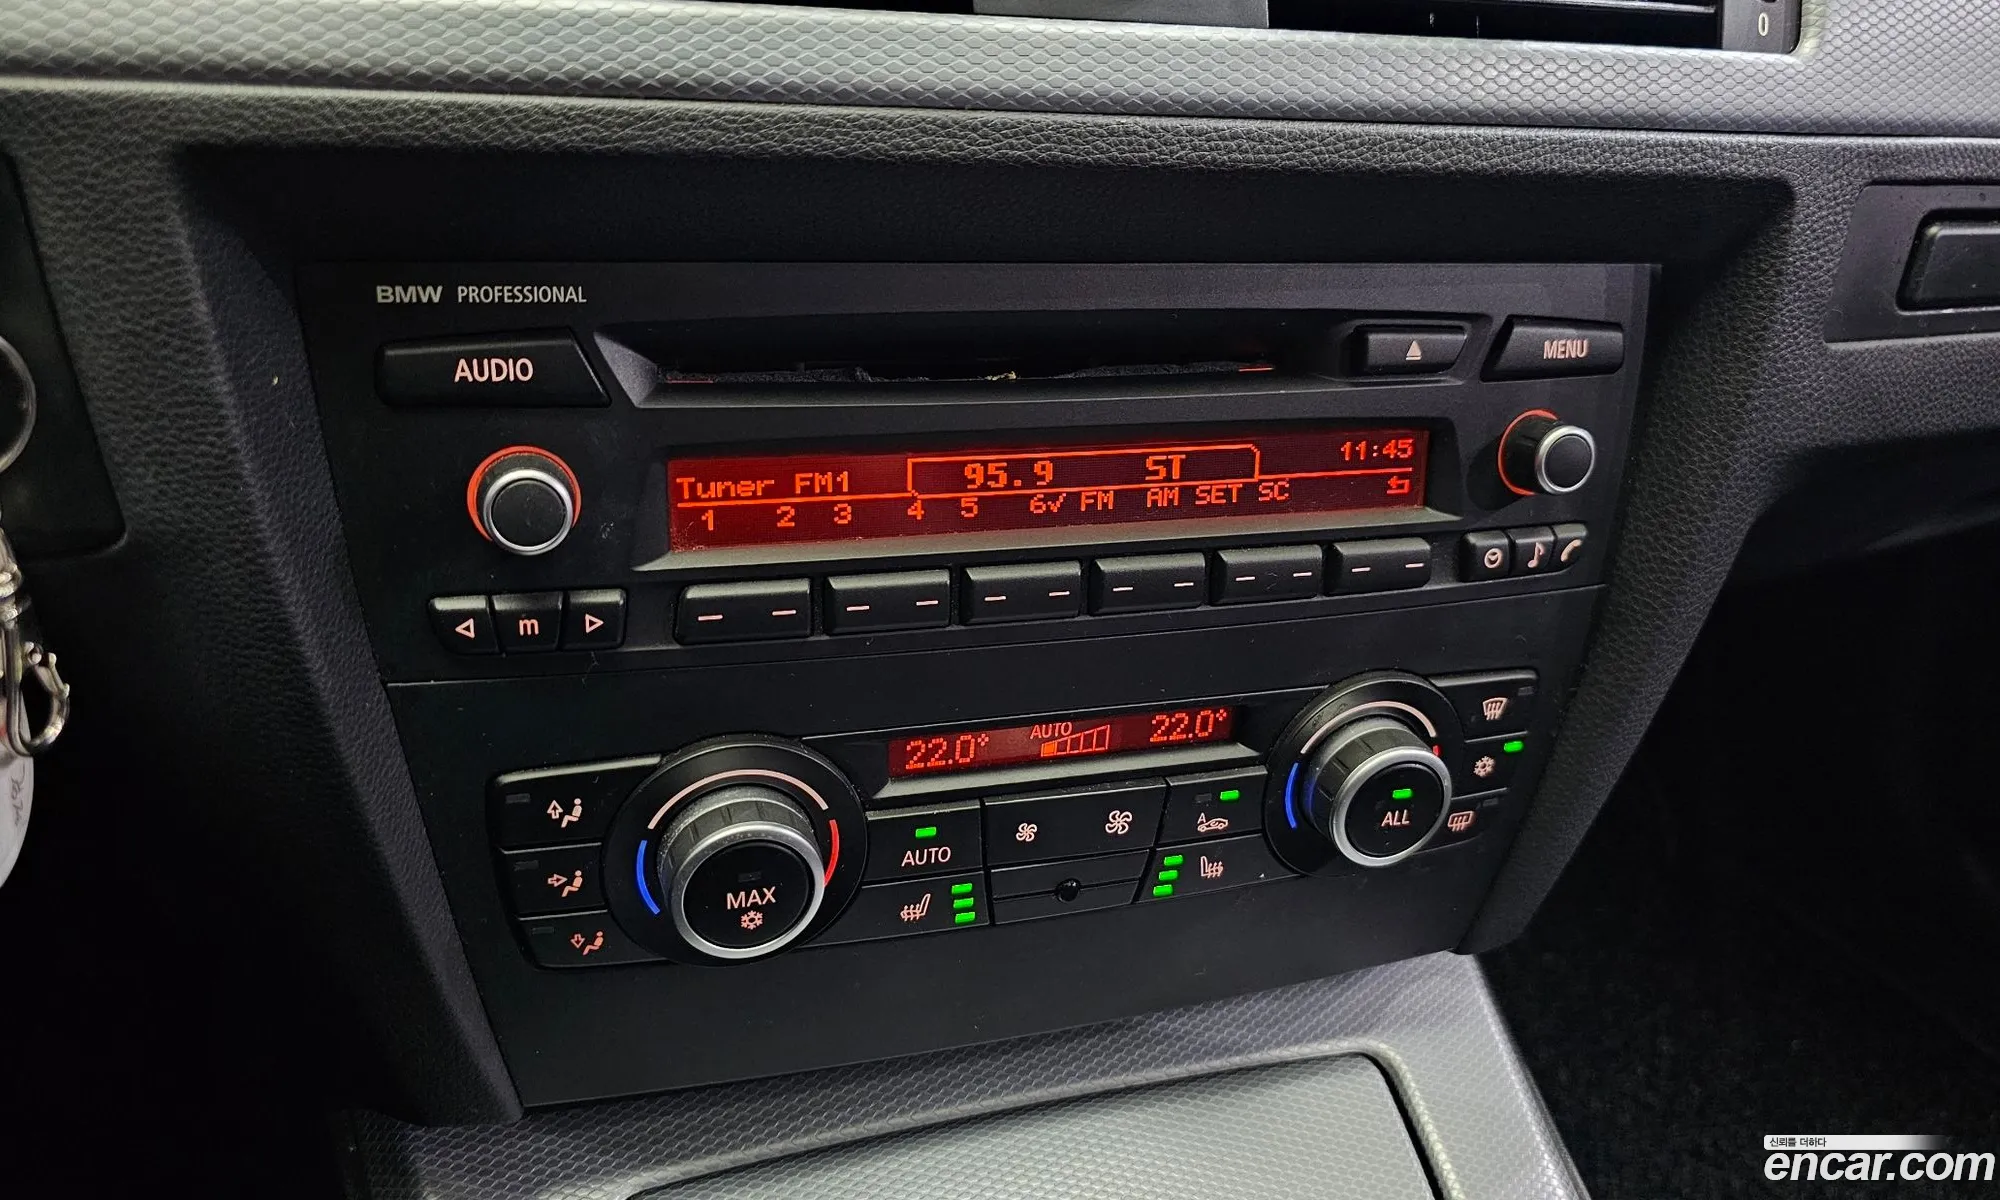 0
BMW PROFESSIONAL
AUDIO
MENU
Tuner FM1 95.9 ST 11:45
1 2 3 4 5 6✓ FM AM SET SC
m
22.0° AUTO 22.0°
AUTO
A
ALL
MAX
신뢰를 더하다
encar.com